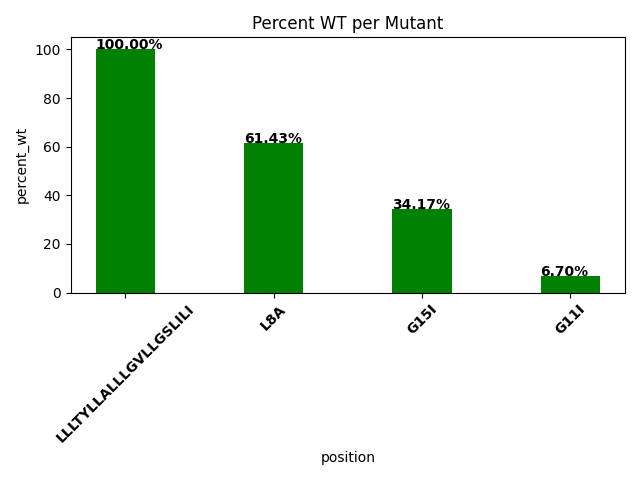 Percent WT per Mutant
percent_wt
100
80
60
40
20
0
100.00%
61.43%
34.17%
6.70%
LLLTYLLALLLGVLLGSLILI
L8A
G15I
G11I
position